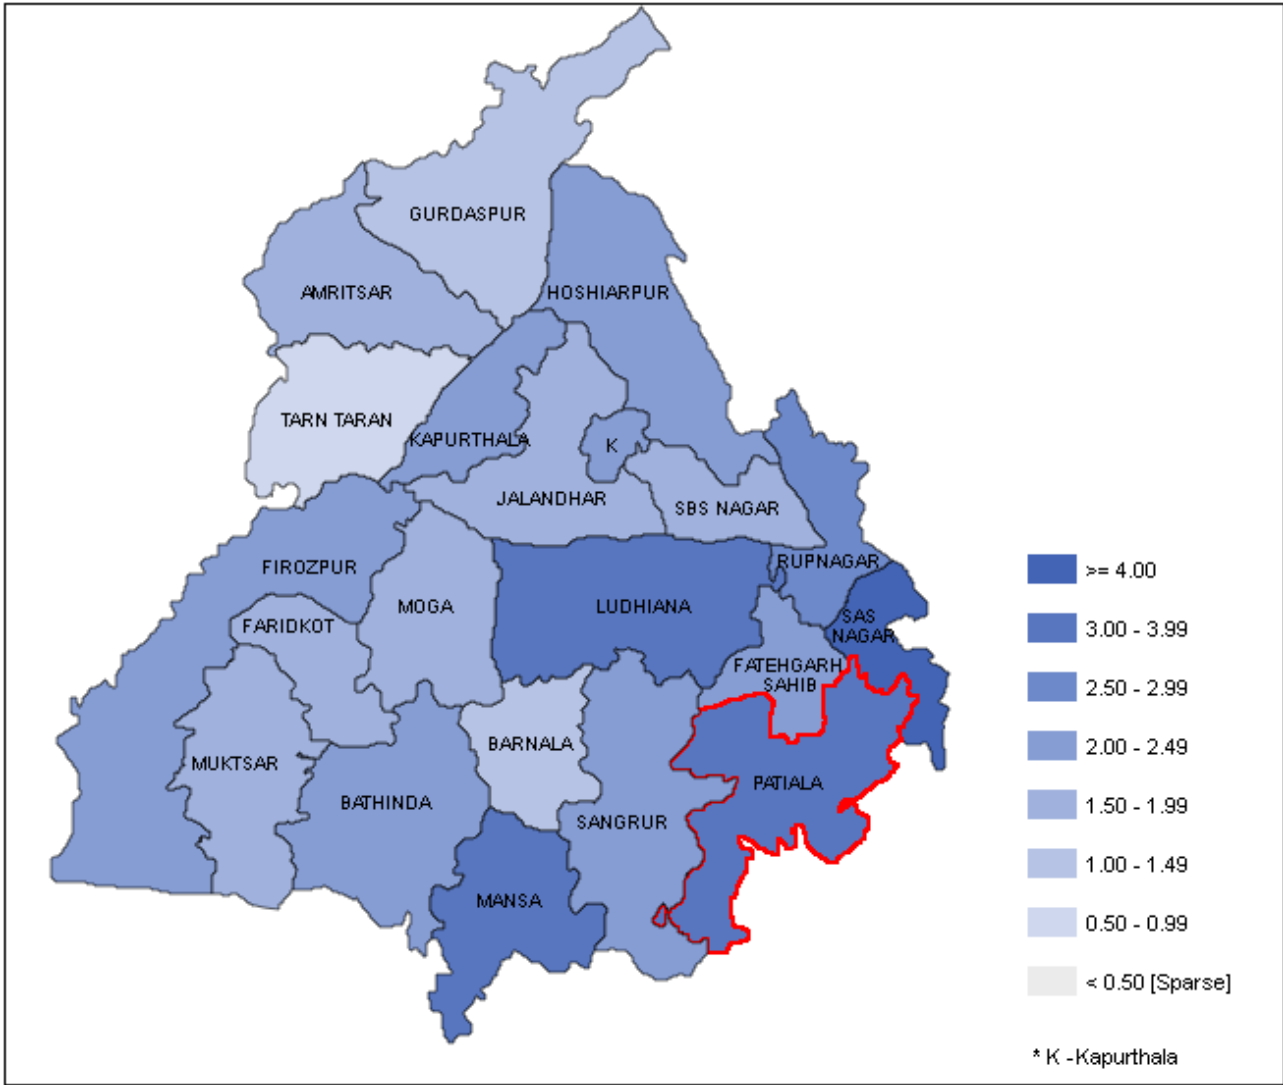 GURDASPUR
AMRITSAR
HOSHIARPUR
TARN TARAN
KAPURTHALA
K
JALANDHAR
SBS NAGAR
FIROZPUR
RUPNAGAR
MOGA
LUDHIANA
FARIDKOT
SAS
NAGAR
FATEHGARH
SAHIB
BARNALA
MUKTSAR
PATIALA
BATHINDA
SANGRUR
MANSA
>= 4.00
3.00 - 3.99
2.50 - 2.99
2.00 - 2.49
1.50 - 1.99
1.00 - 1.49
0.50 - 0.99
< 0.50 [Sparse]
* K -Kapurthala